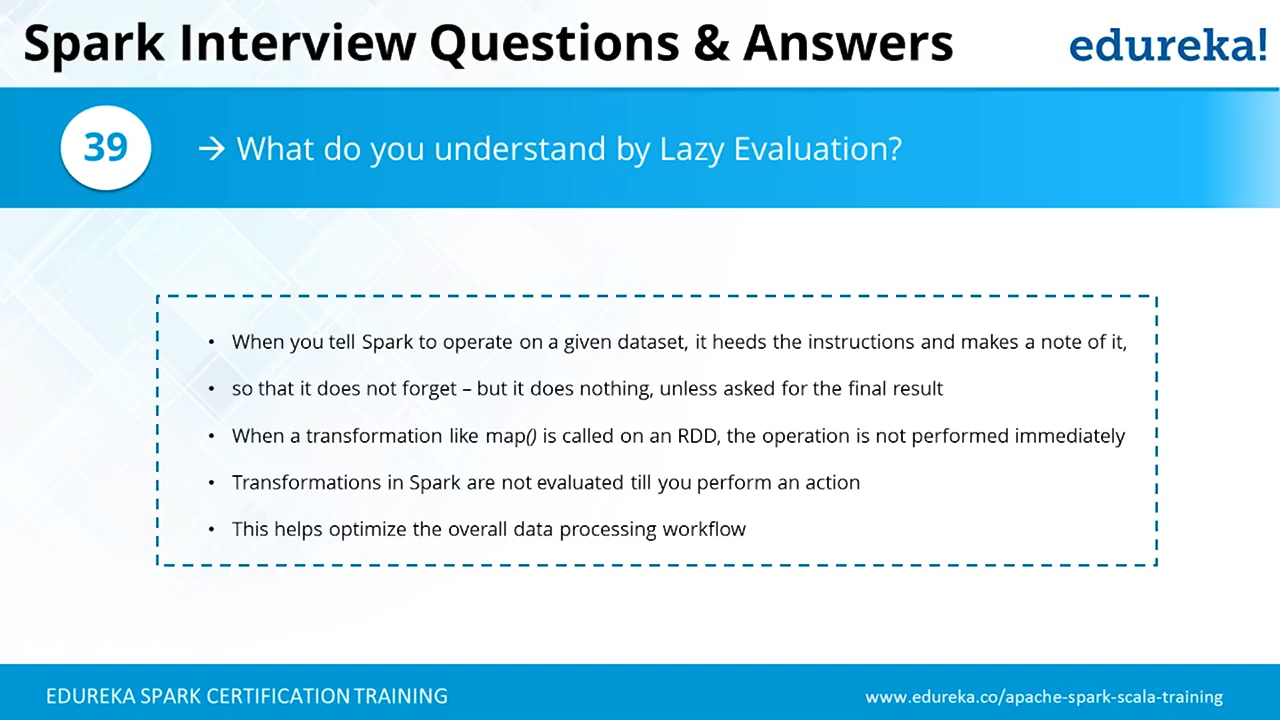 Spark Interview Questions & Answers
edureka!
39
→ What do you understand by Lazy Evaluation?
• When you tell Spark to operate on a given dataset, it heeds the instructions and makes a note of it,
• so that it does not forget – but it does nothing, unless asked for the final result
• When a transformation like map() is called on an RDD, the operation is not performed immediately
• Transformations in Spark are not evaluated till you perform an action
• This helps optimize the overall data processing workflow
EDUREKA SPARK CERTIFICATION TRAINING
www.edureka.co/apache-spark-scala-training